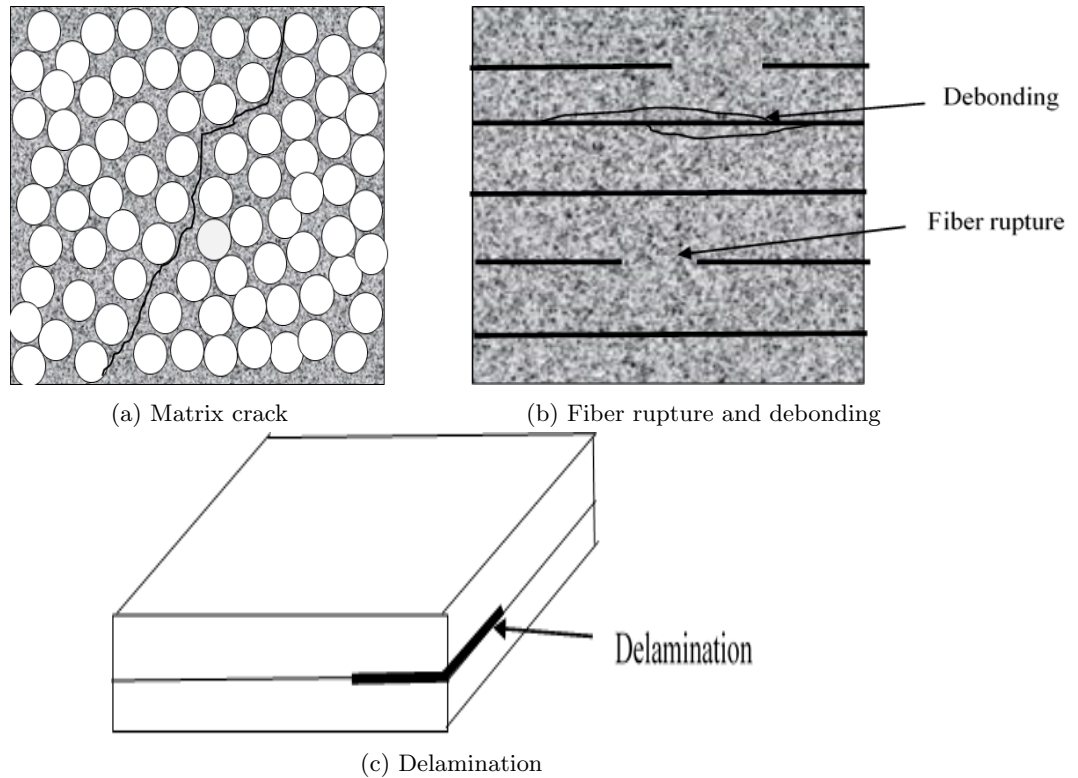 Debonding
Fiber rupture
(a) Matrix crack
(b) Fiber rupture and debonding
Delamination
(c) Delamination